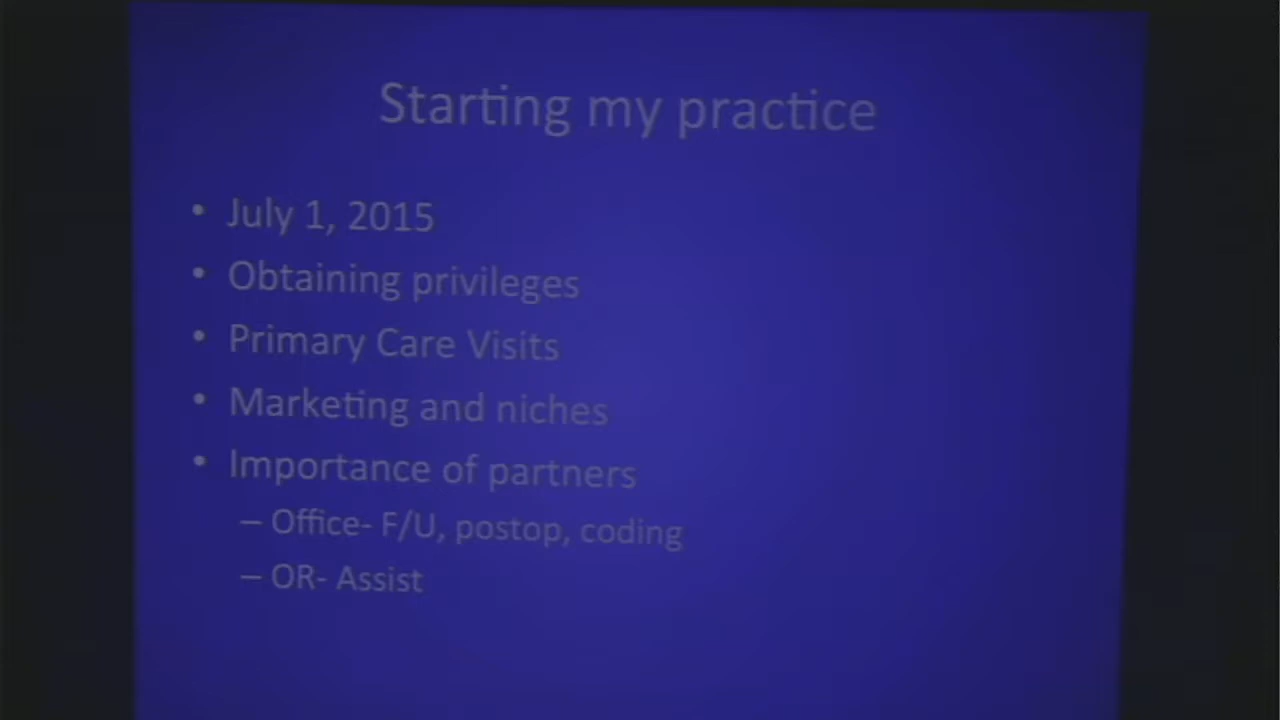 Starting my practice
• July 1, 2015
• Obtaining privileges
• Primary Care Visits
• Marketing and niches
• Importance of partners
– Office- F/U, postop, coding
– OR- Assist